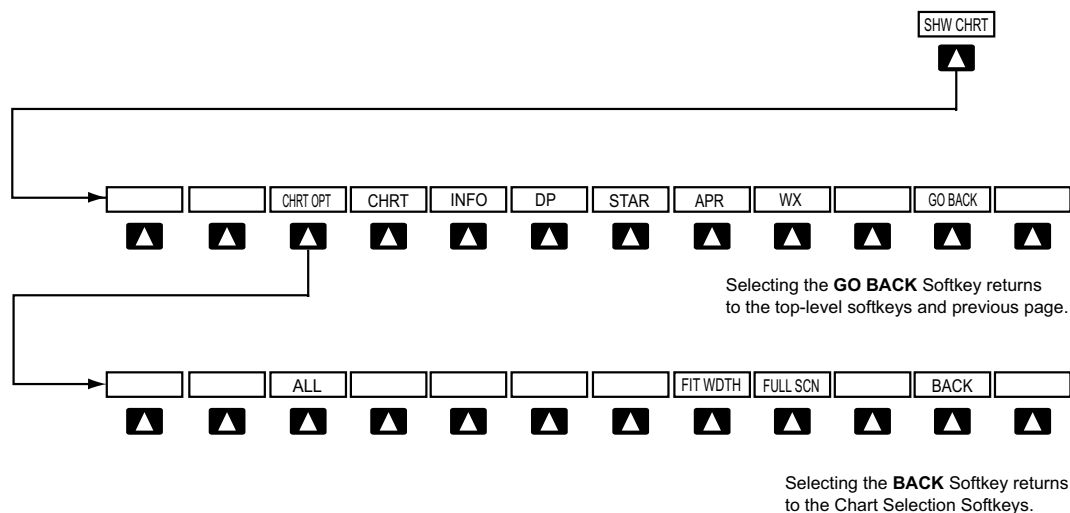 SHW CHRT
CHRT OPT CHRT INFO DP STAR APR WX GO BACK
Selecting the GO BACK Softkey returns
to the top-level softkeys and previous page.
ALL FIT WDTH FULL SCN BACK
Selecting the BACK Softkey returns
to the Chart Selection Softkeys.